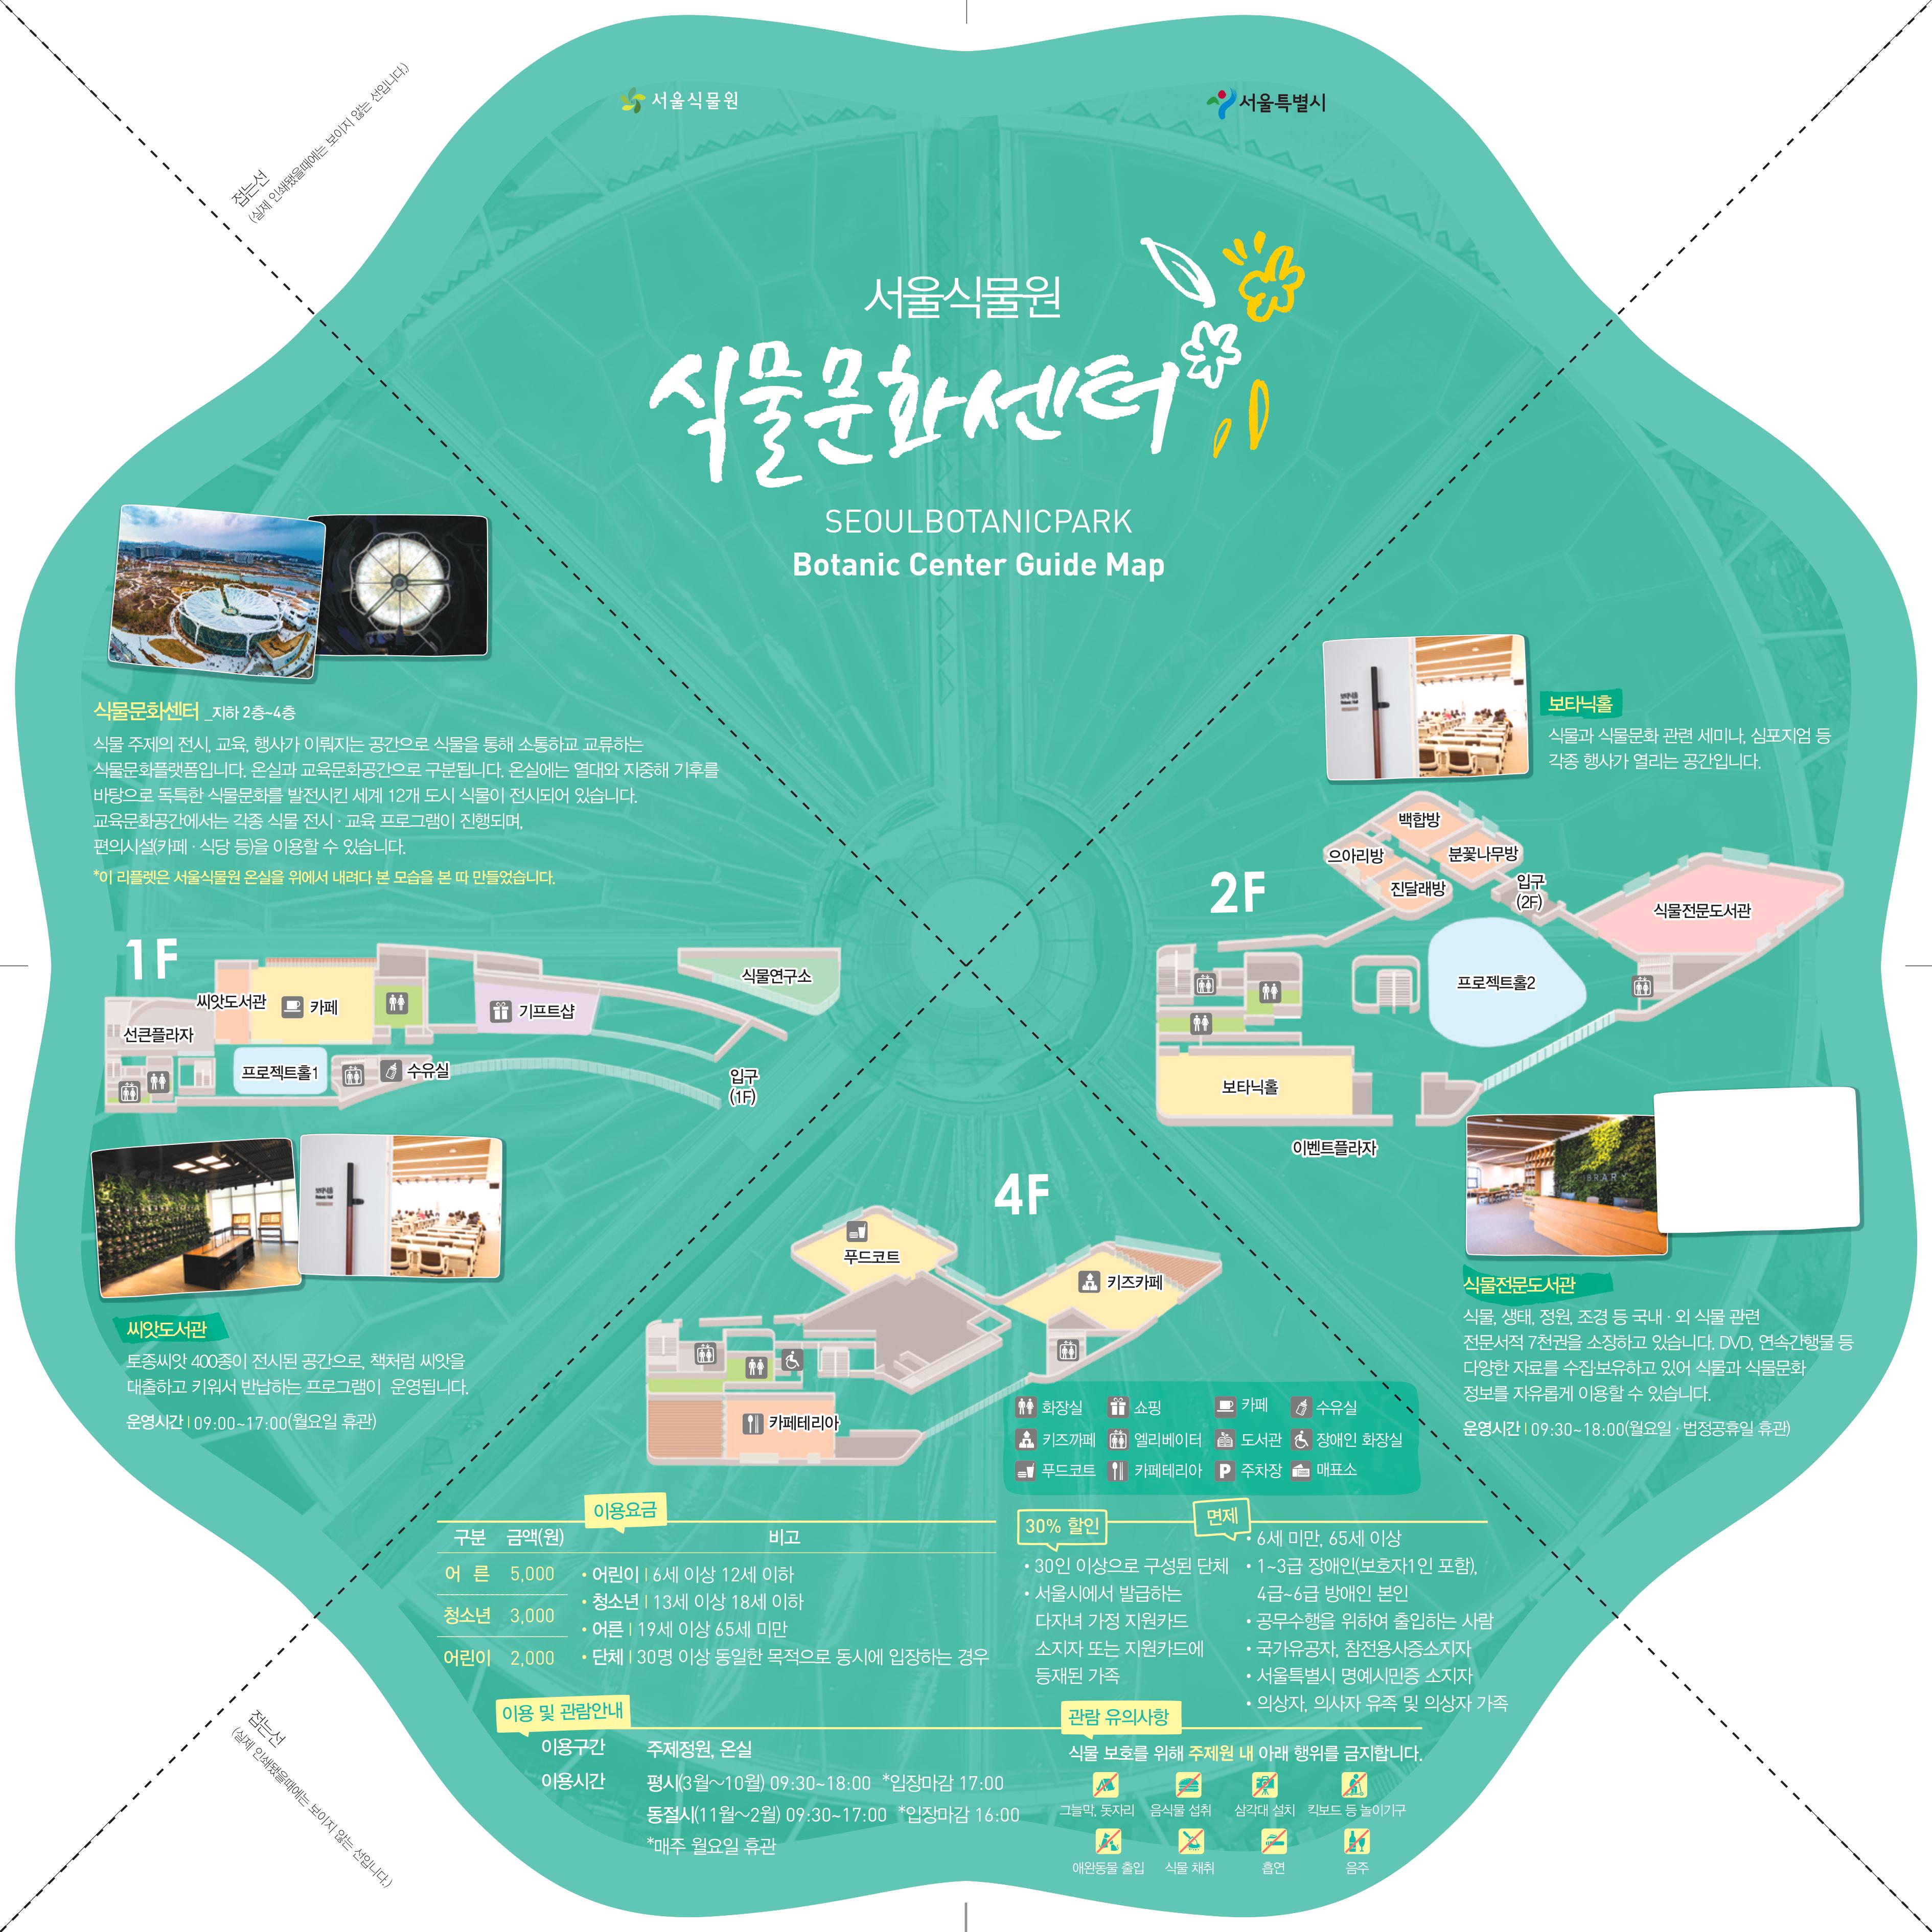 서울식물원
서울특별시
접는선
(실제 인쇄됐을때에는 보이지 않는 선입니다.)
서울식물원
식물문화센터
SEOULBOTANICPARK
Botanic Center Guide Map
식물문화센터 _지하 2층~4층
식물 주제의 전시, 교육, 행사가 이뤄지는 공간으로 식물을 통해 소통하고 교류하는
식물문화플랫폼입니다. 온실과 교육문화공간으로 구분됩니다. 온실에는 열대와 지중해 기후를
바탕으로 독특한 식물문화를 발전시킨 세계 12개 도시 식물이 전시되어 있습니다.
교육문화공간에서는 각종 식물 전시 · 교육 프로그램이 진행되며,
편의시설(카페 · 식당 등)을 이용할 수 있습니다.
*이 리플렛은 서울식물원 온실을 위에서 내려다 본 모습을 본 따 만들었습니다.
1F
식물연구소
씨앗도서관
카페
기프트샵
선큰플라자
프로젝트홀1
수유실
입구
(1F)
씨앗도서관
토종씨앗 400종이 전시된 공간으로, 책처럼 씨앗을
대출하고 키워서 반납하는 프로그램이 운영됩니다.
운영시간 | 09:00~17:00(월요일 휴관)
보타닉홀
식물과 식물문화 관련 세미나, 심포지엄 등
각종 행사가 열리는 공간입니다.
2F
백합방
으아리방
분꽃나무방
진달래방
입구
(2F)
식물전문도서관
프로젝트홀2
보타닉홀
이벤트플라자
식물전문도서관
식물, 생태, 정원, 조경 등 국내 · 외 식물 관련
전문서적 7천권을 소장하고 있습니다. DVD, 연속간행물 등
다양한 자료를 수집·보유하고 있어 식물과 식물문화
정보를 자유롭게 이용할 수 있습니다.
운영시간 | 09:30~18:00(월요일 · 법정공휴일 휴관)
4F
푸드코트
키즈카페
카페테리아
화장실 쇼핑 카페 수유실
키즈까페 엘리베이터 도서관 장애인 화장실
푸드코트 카페테리아 P 주차장 매표소
이용요금
구분 금액(원) 비고
어 른 5,000
청소년 3,000
어린이 2,000
• 어린이 | 6세 이상 12세 이하
• 청소년 | 13세 이상 18세 이하
• 어른 | 19세 이상 65세 미만
• 단체 | 30명 이상 동일한 목적으로 동시에 입장하는 경우
30% 할인
• 30인 이상으로 구성된 단체
• 서울시에서 발급하는
다자녀 가정 지원카드
소지자 또는 지원카드에
등재된 가족
면제
• 6세 미만, 65세 이상
• 1~3급 장애인(보호자1인 포함),
4급~6급 방애인 본인
• 공무수행을 위하여 출입하는 사람
• 국가유공자, 참전용사증소지자
• 서울특별시 명예시민증 소지자
• 의상자, 의사자 유족 및 의상자 가족
이용 및 관람안내
이용구간 주제정원, 온실
이용시간 평시(3월～10월) 09:30~18:00 *입장마감 17:00
동절시(11월～2월) 09:30~17:00 *입장마감 16:00
*매주 월요일 휴관
관람 유의사항
식물 보호를 위해 주제원 내 아래 행위를 금지합니다.
그늘막, 돗자리 음식물 섭취 삼각대 설치 킥보드 등 놀이기구
애완동물 출입 식물 채취 흡연 음주
접는선
(실제 인쇄됐을때에는 보이지 않는 선입니다.)